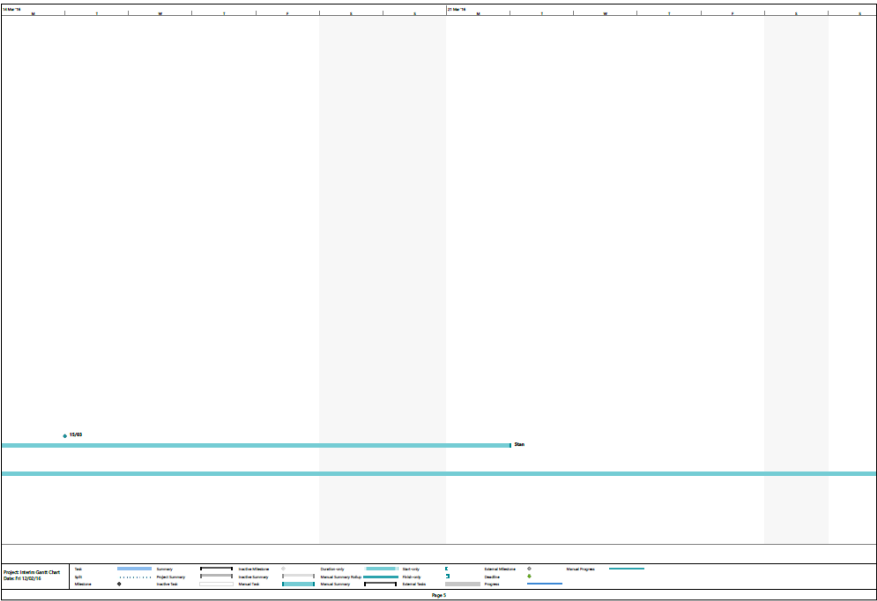 14 Mar '16 21 Mar '16
M T W T F S S M T W T F S S
15/03
Stan
Task Summary Inactive Milestone Duration-only Start-only External Milestone Manual Progress
Project: Interim Gantt Chart
Date: Fri 12/02/16
Split Project Summary Inactive Summary Manual Summary Rollup Finish-only Deadline
Milestone Inactive Task Manual Task Manual Summary External Tasks Progress
Page 5